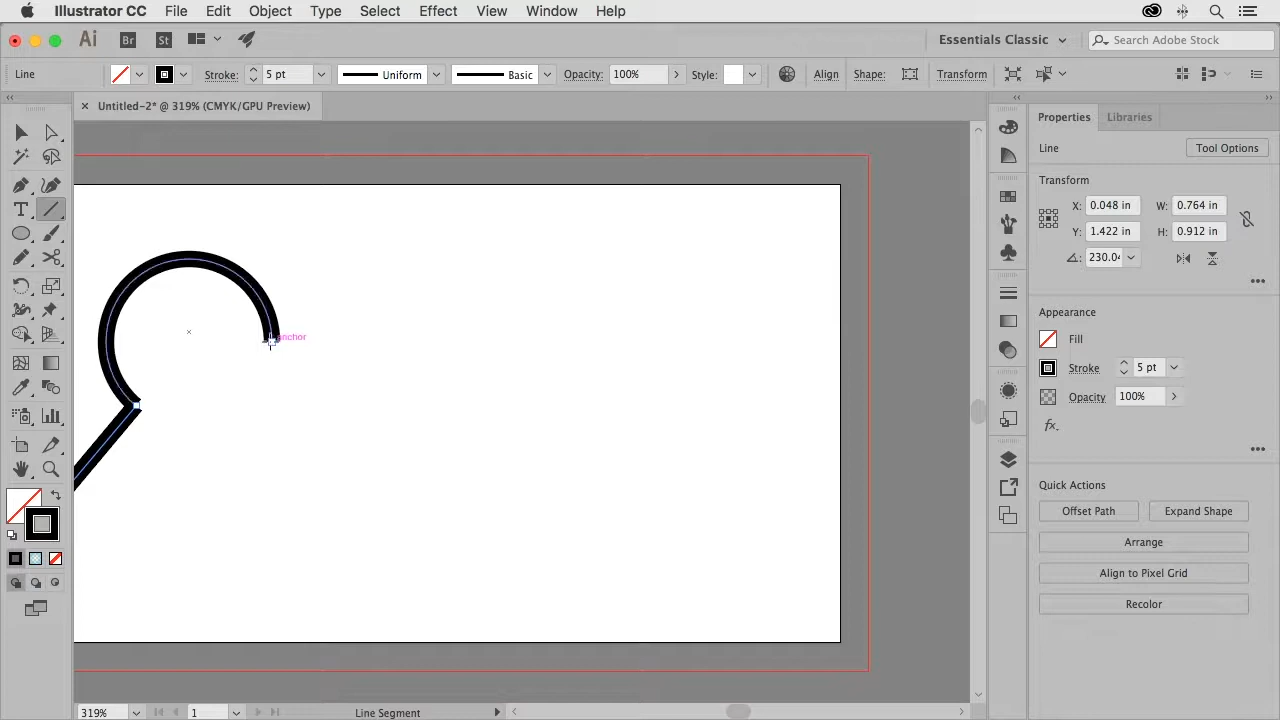 Illustrator CC File Edit Object Type Select Effect View Window Help
Ai Br St Essentials Classic Search Adobe Stock
Line Stroke: 5 pt Uniform Basic Opacity: 100% Style: Align Shape: Transform
Untitled-2* @ 319% (CMYK/GPU Preview)
Properties Libraries
Line Tool Options
Transform
X: 0.048 in W: 0.764 in
Y: 1.422 in H: 0.912 in
230.0
Appearance
Fill
Stroke 5 pt
Opacity 100%
fx.
Quick Actions
Offset Path Expand Shape
Arrange
Align to Pixel Grid
Recolor
anchor
319% 1 Line Segment